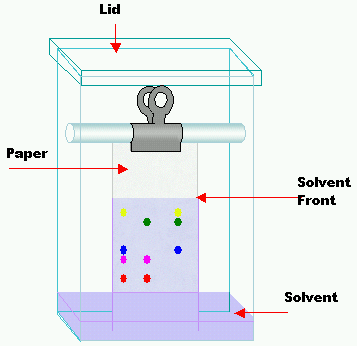 Lid
Paper
Solvent
Front
Solvent